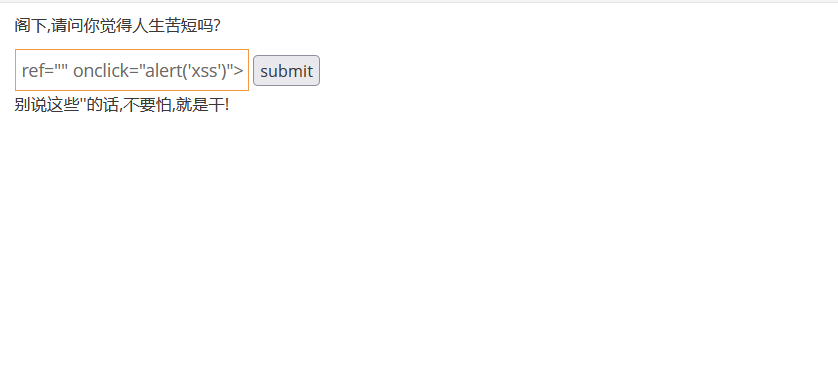 阁下,请问你觉得人生苦短吗?
ref="" onclick="alert('xss')">
submit
别说这些''的话,不要怕,就是干!